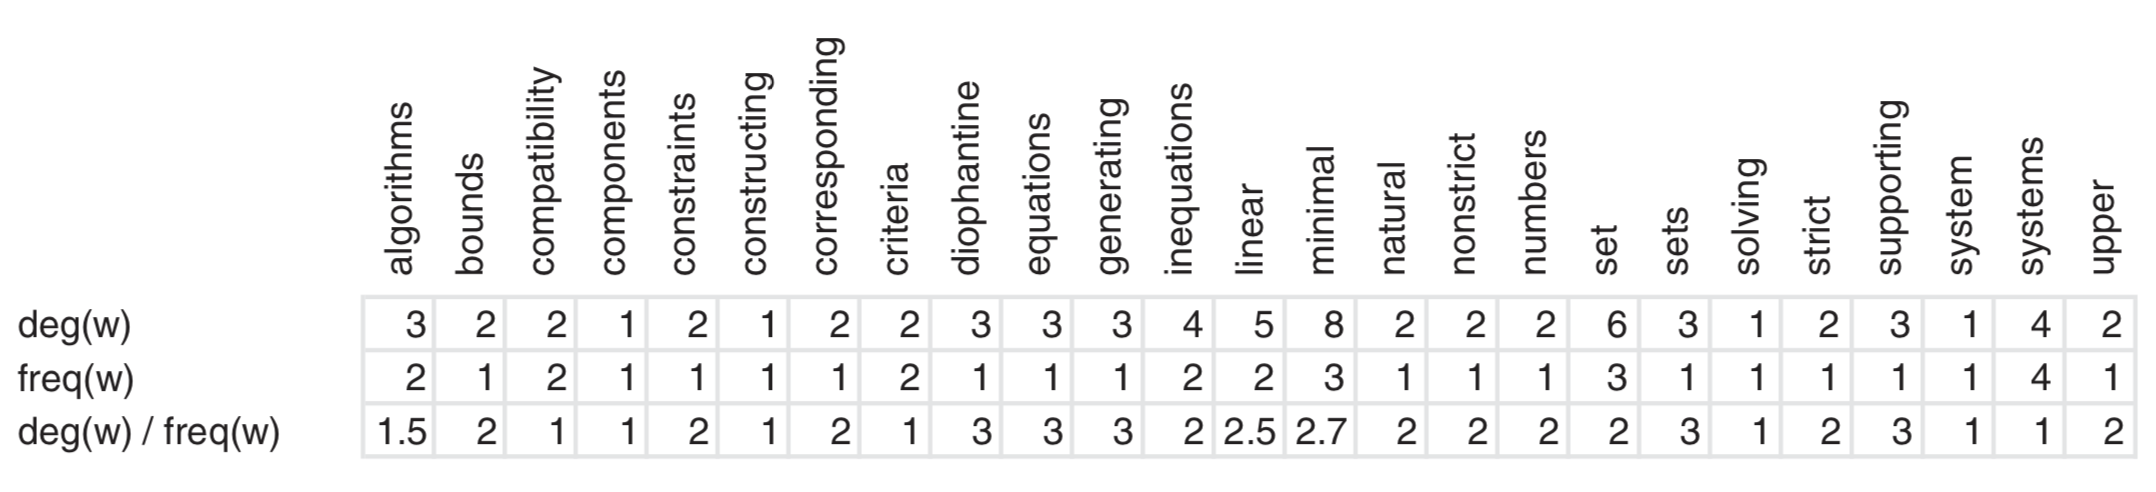 algorithms bounds compatibility components constraints constructing corresponding criteria diophantine equations generating inequations linear minimal natural nonstrict numbers set sets solving strict supporting system systems upper
deg(w) 3 2 2 1 2 1 2 2 3 3 3 4 5 8 2 2 2 6 3 1 2 3 1 4 2
freq(w) 2 1 2 1 1 1 1 2 1 1 1 2 2 3 1 1 1 3 1 1 1 1 1 4 1
deg(w) / freq(w) 1.5 2 1 1 2 1 2 1 3 3 3 2 2.5 2.7 2 2 2 2 3 1 2 3 1 1 2